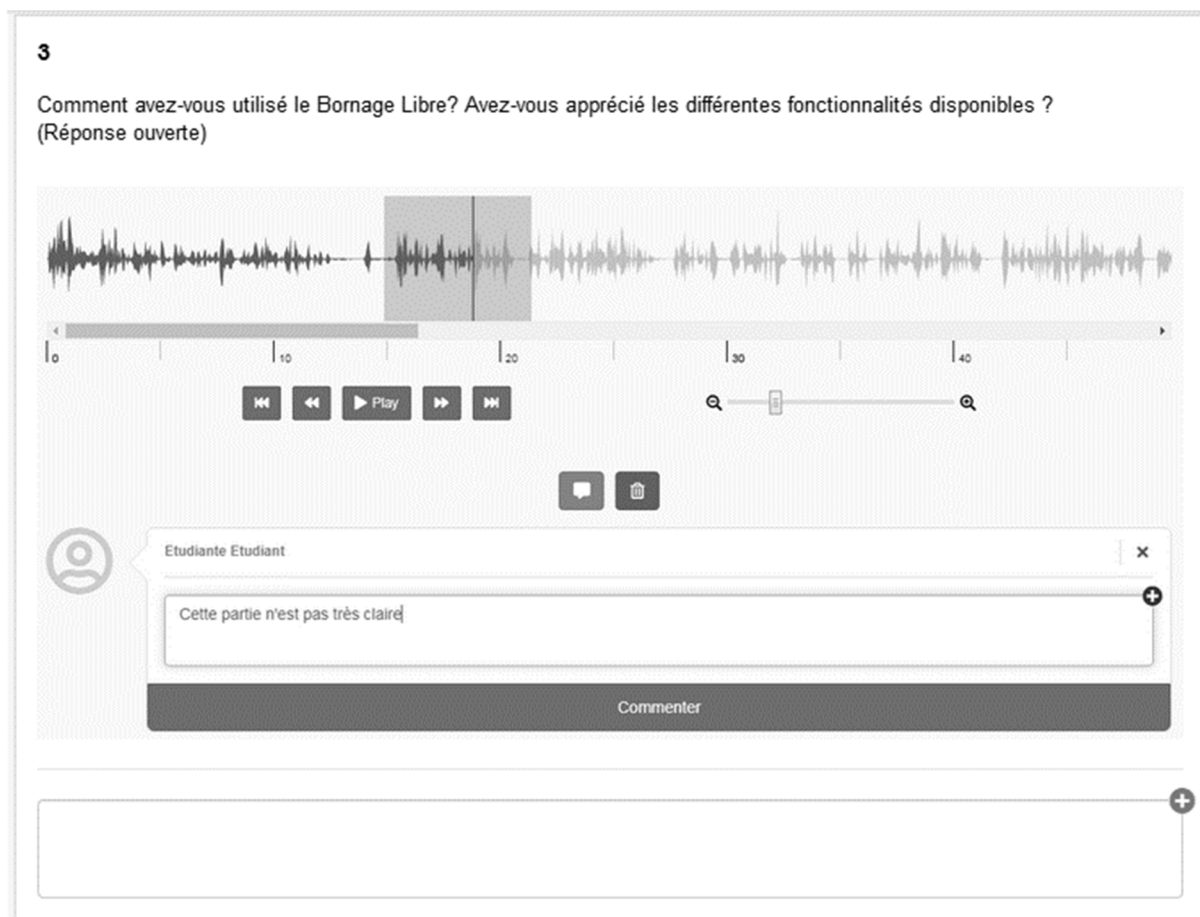 3
Comment avez-vous utilisé le Bornage Libre? Avez-vous apprécié les différentes fonctionnalités disponibles ?
(Réponse ouverte)
0 10 20 30 40
Play
Etudiante Etudiant
Cette partie n'est pas très claire
Commenter